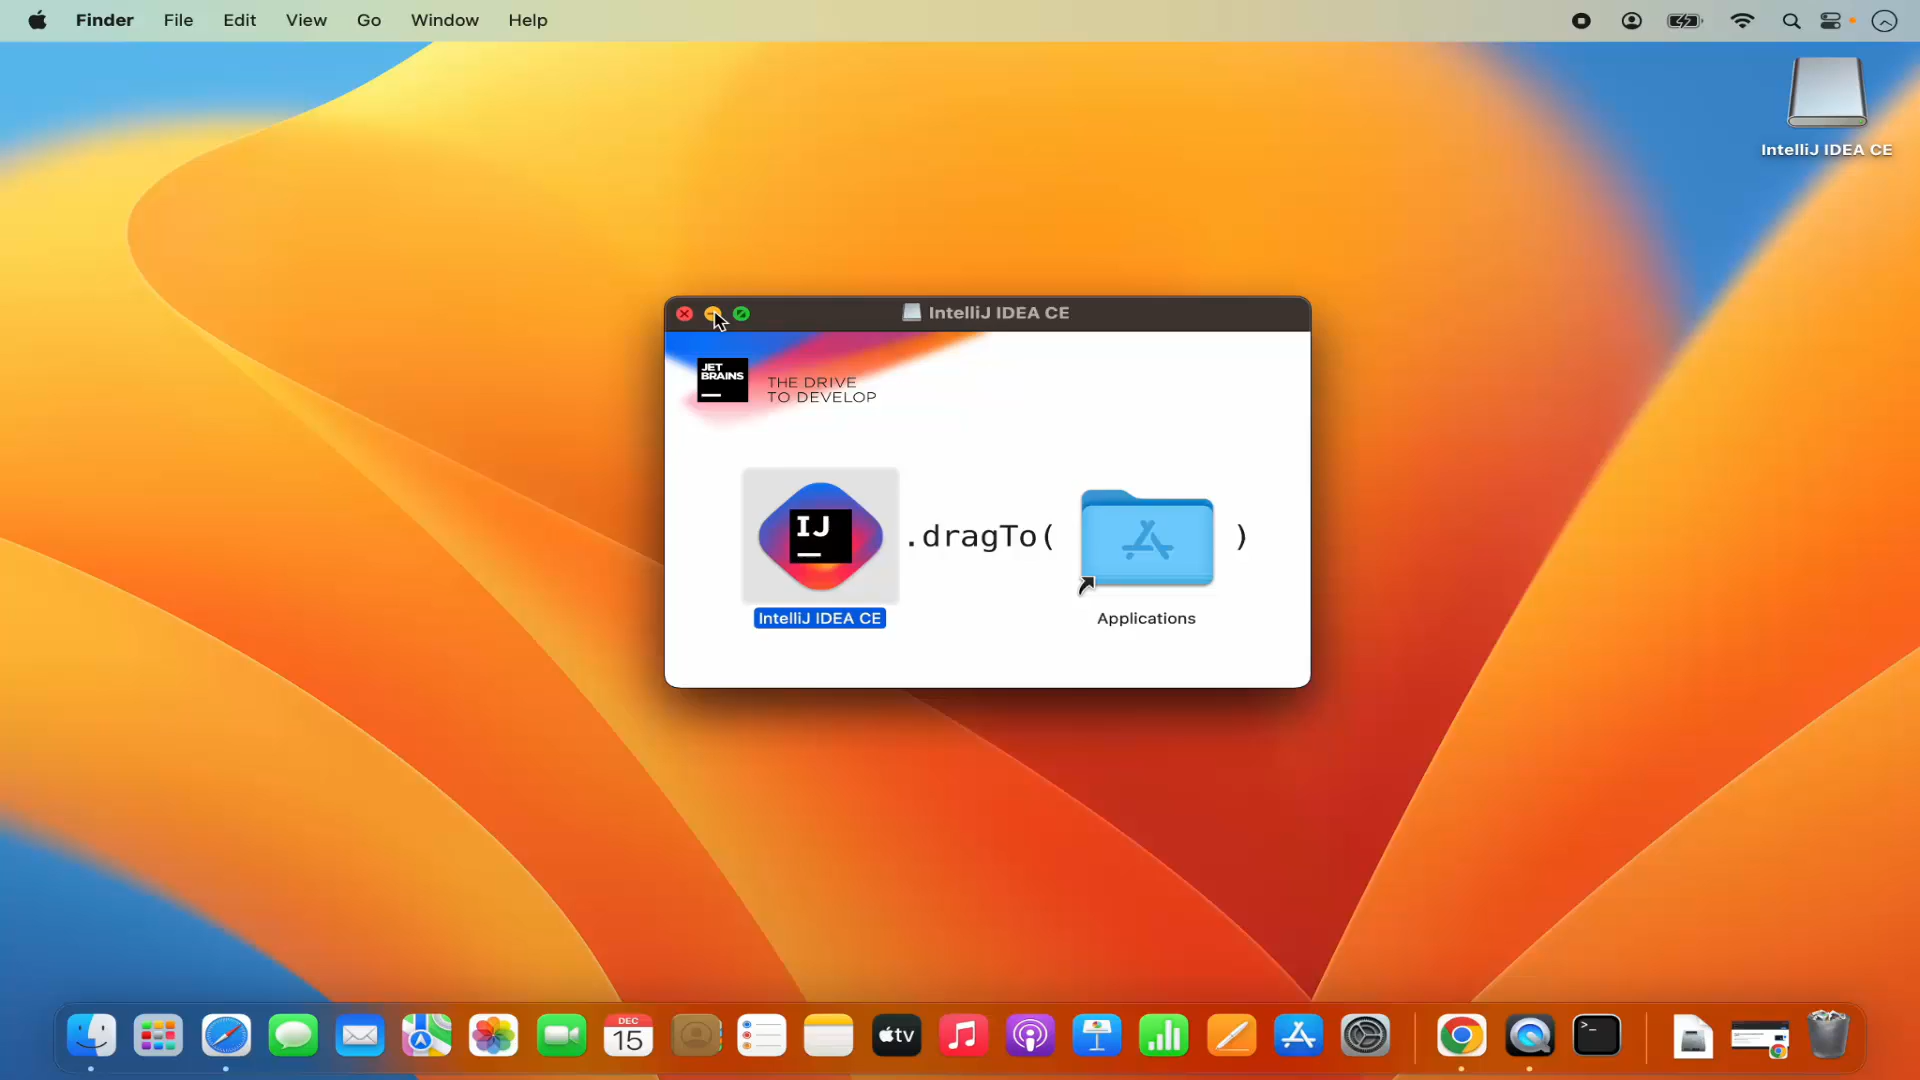 Finder File Edit View Go Window Help
IntelliJ IDEA CE
IntelliJ IDEA CE
JET
BRAINS
THE DRIVE
TO DEVELOP
IJ
.dragTo( )
IntelliJ IDEA CE
Applications
DEC
15
tv
>_